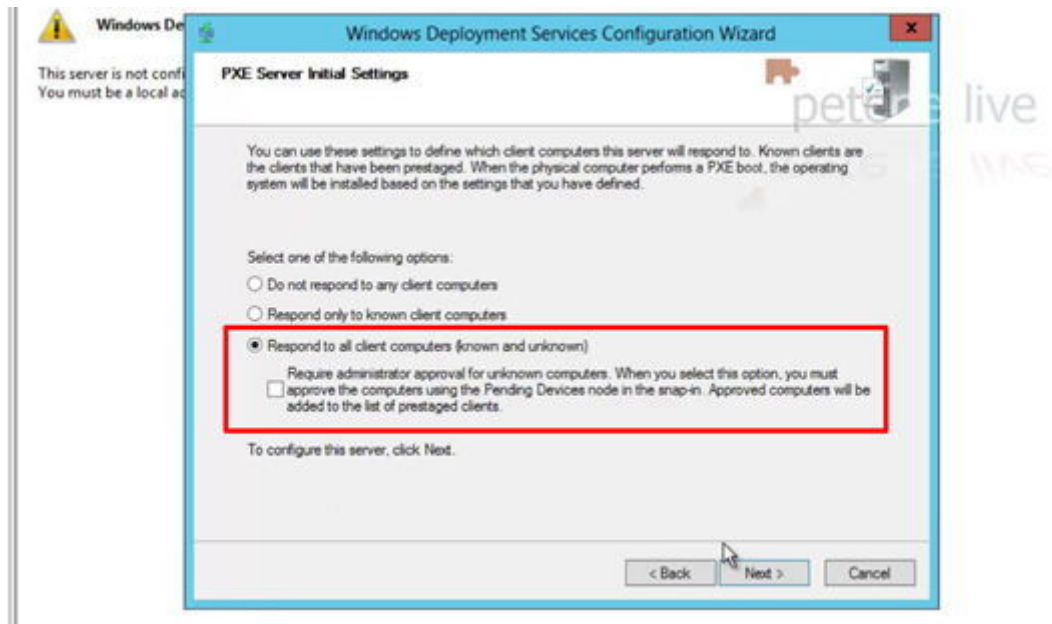 Windows De
This server is not confi
You must be a local ad
Windows Deployment Services Configuration Wizard
PXE Server Initial Settings
live
You can use these settings to define which client computers this server will respond to. Known clients are
the clients that have been prestaged. When the physical computer performs a PXE boot, the operating
system will be installed based on the settings that you have defined.
Select one of the following options:
Do not respond to any client computers
Respond only to known client computers
Respond to all client computers (known and unknown)
Require administrator approval for unknown computers. When you select this option, you must
approve the computers using the Pending Devices node in the snap-in. Approved computers will be
added to the list of prestaged clients.
To configure this server, click Next.
< Back
Next >
Cancel